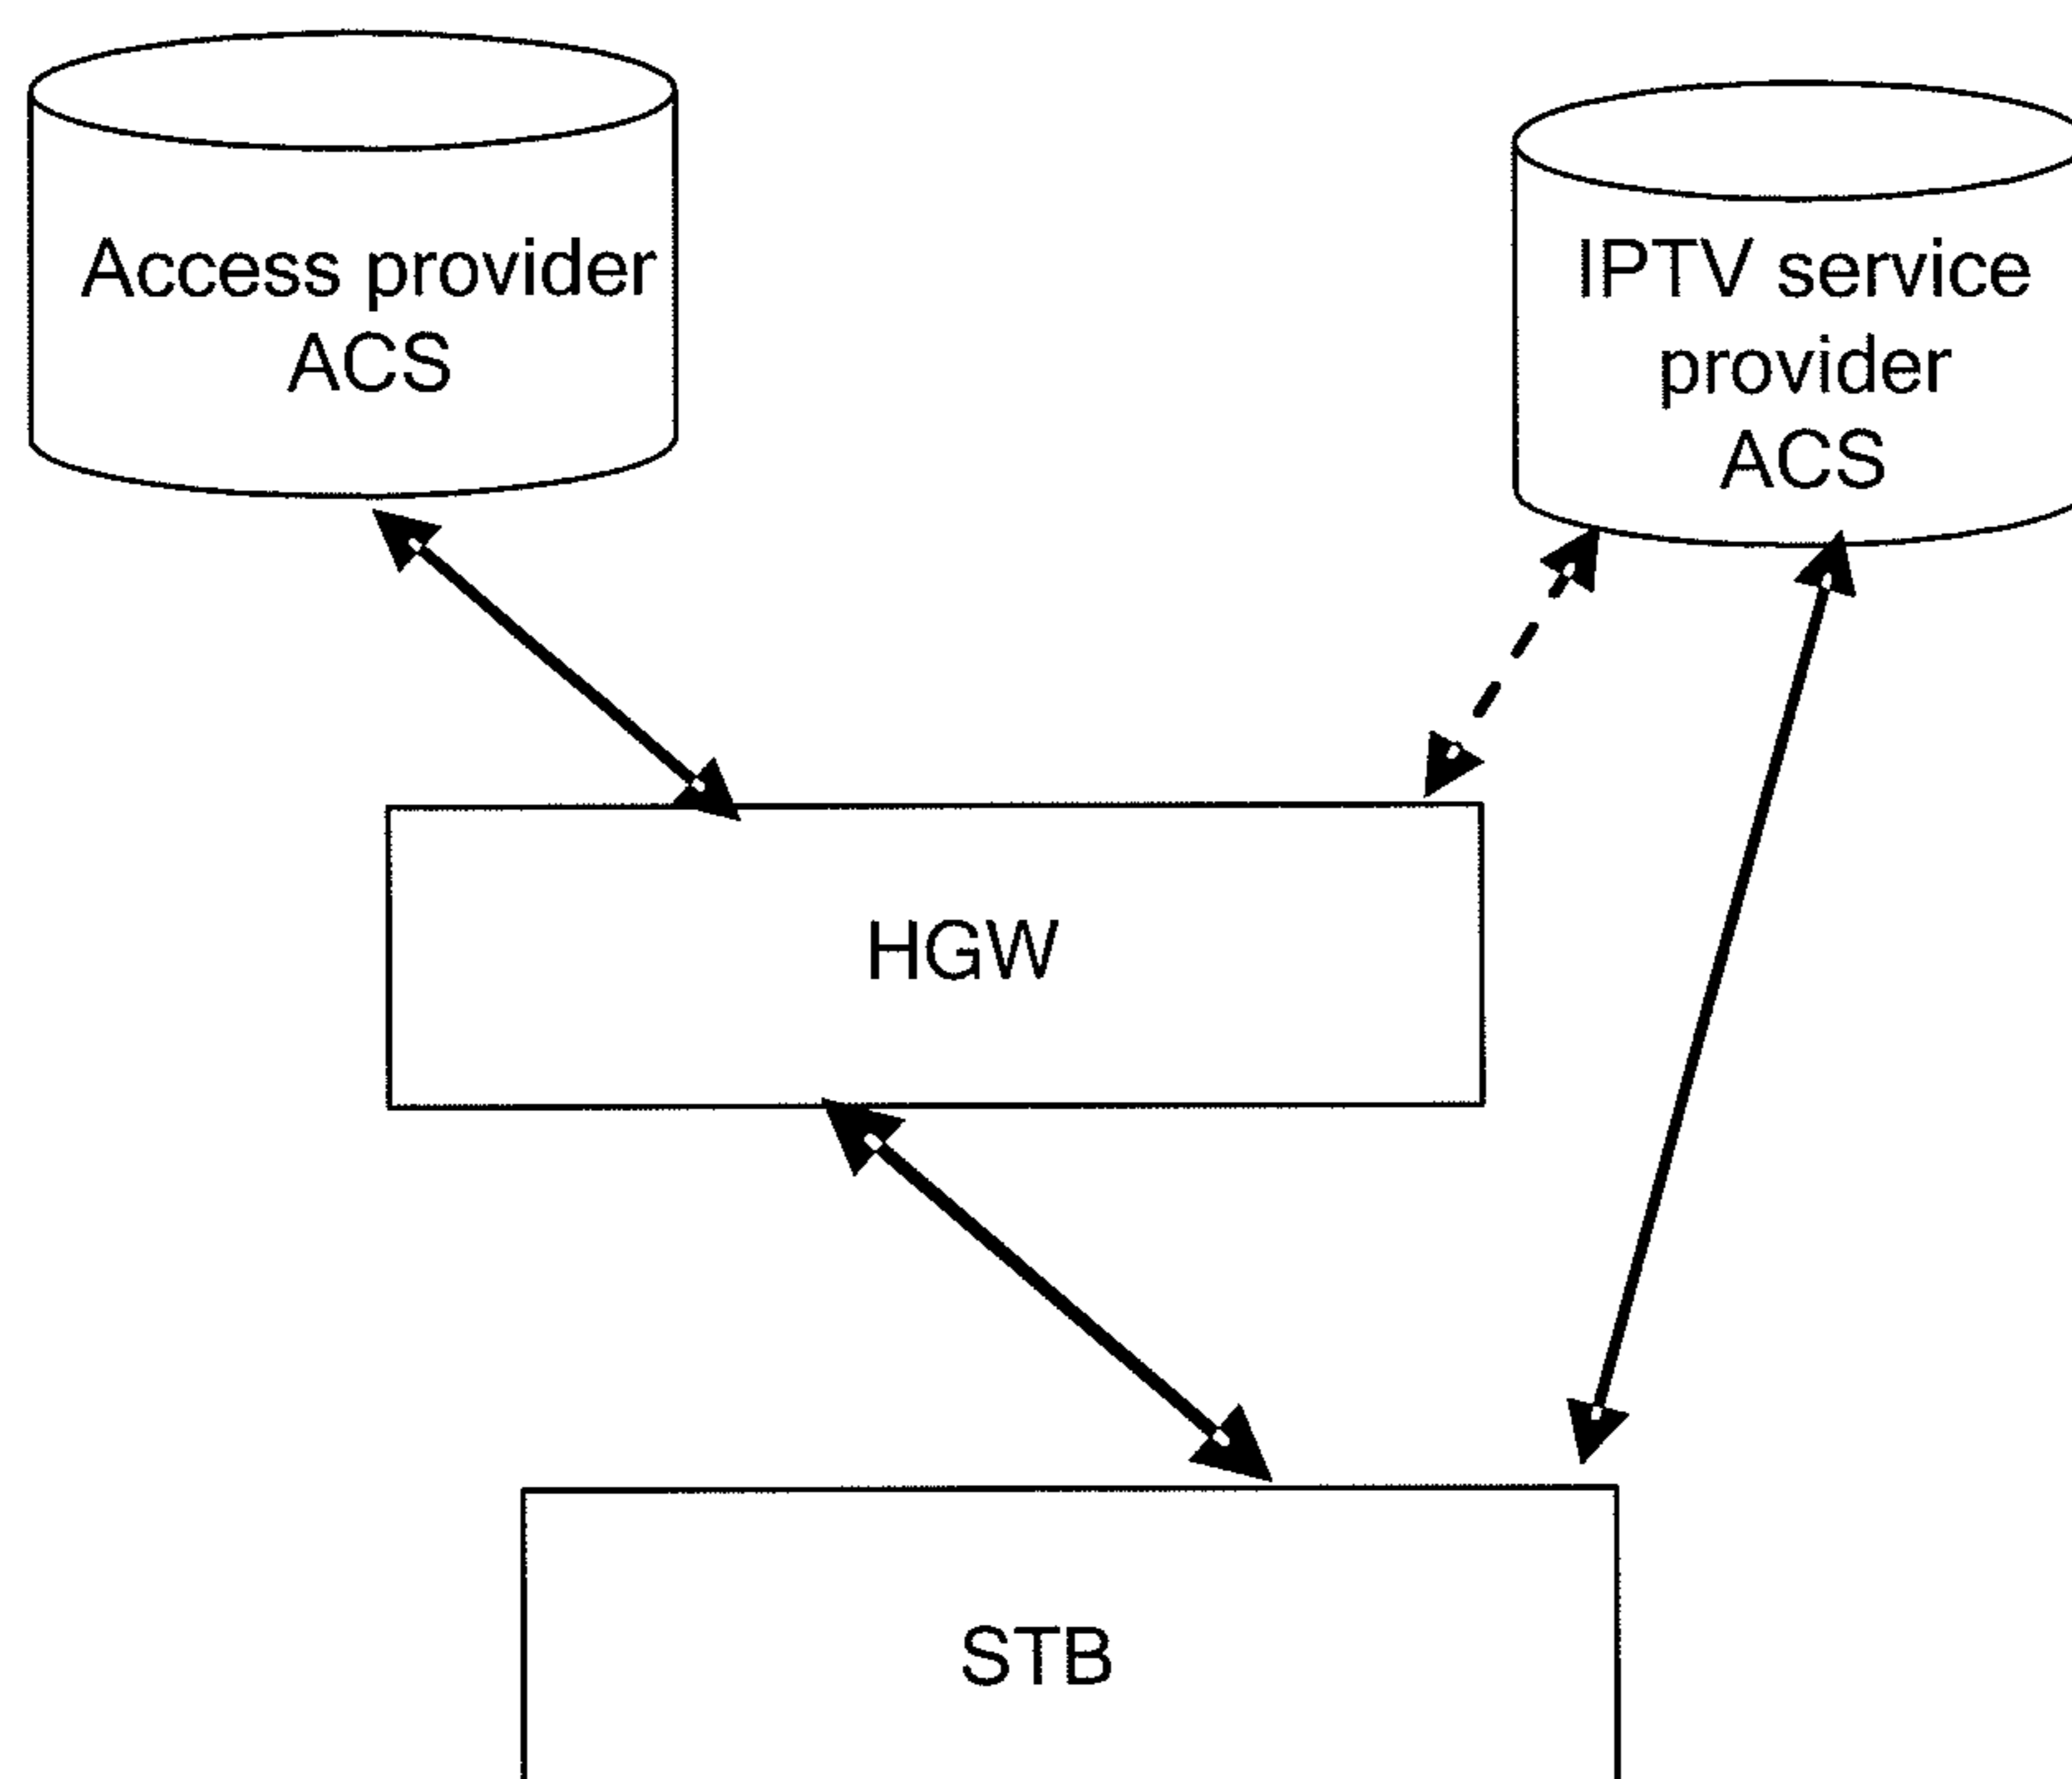 Access provider
ACS
IPTV service
provider
ACS
HGW
STB